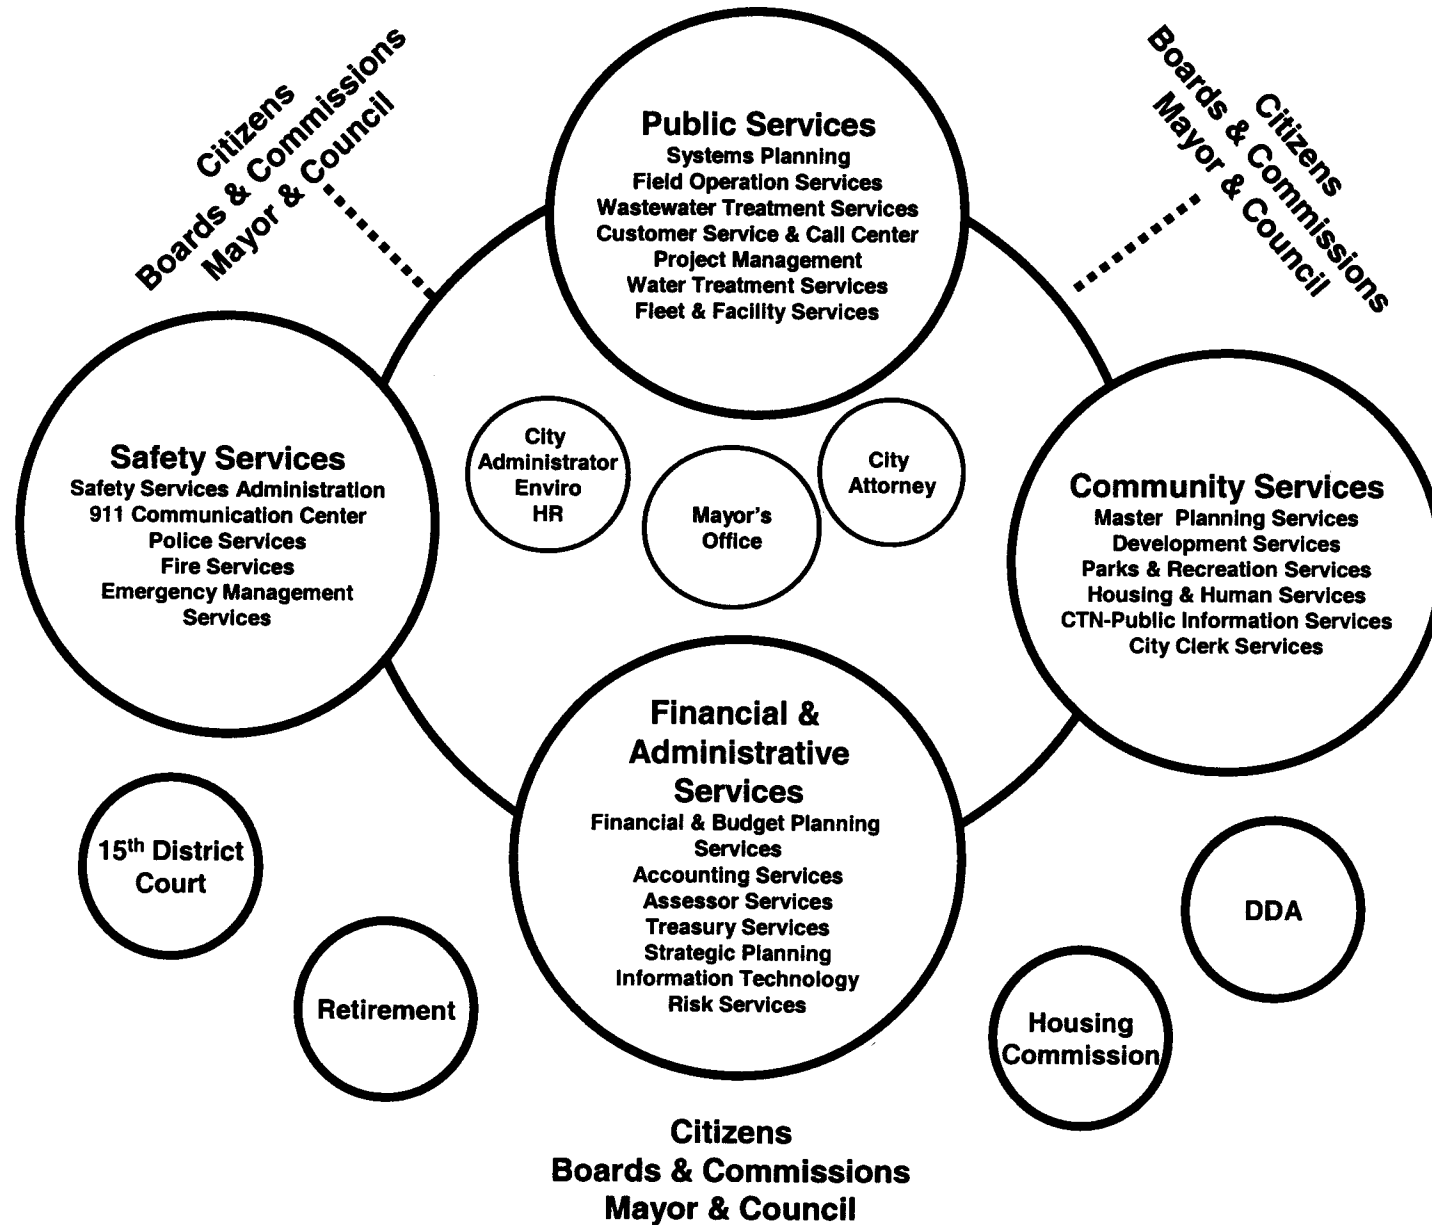 Citizens
Boards & Commissions
Mayor & Council
Citizens
Boards & Commissions
Mayor & Council
Public Services
Systems Planning
Field Operation Services
Wastewater Treatment Services
Customer Service & Call Center
Project Management
Water Treatment Services
Fleet & Facility Services
Safety Services
Safety Services Administration
911 Communication Center
Police Services
Fire Services
Emergency Management
Services
City
Administrator
Enviro
HR
Mayor's
Office
City
Attorney
Community Services
Master Planning Services
Development Services
Parks & Recreation Services
Housing & Human Services
CTN-Public Information Services
City Clerk Services
Financial &
Administrative
Services
Financial & Budget Planning
Services
Accounting Services
Assessor Services
Treasury Services
Strategic Planning
Information Technology
Risk Services
15th District
Court
Retirement
Housing
Commission
DDA
Citizens
Boards & Commissions
Mayor & Council